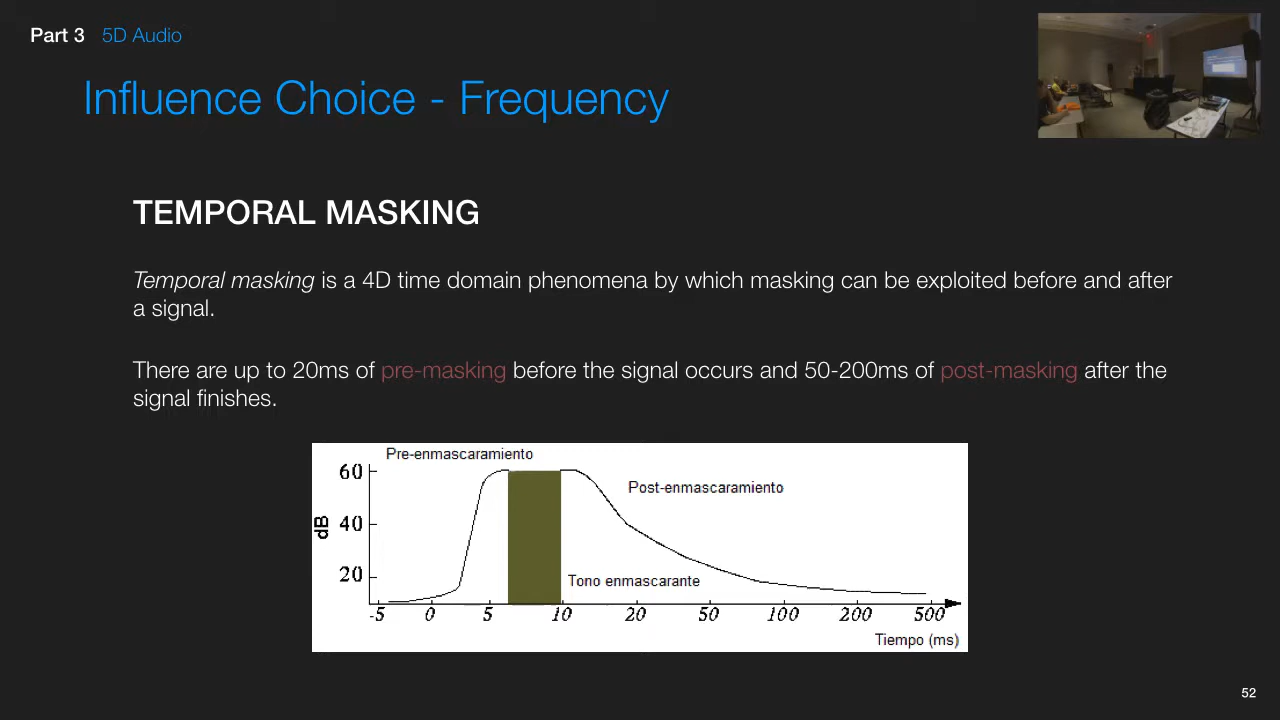 Part 3 5D Audio
Influence Choice - Frequency
TEMPORAL MASKING
Temporal masking is a 4D time domain phenomena by which masking can be exploited before and after
a signal.
There are up to 20ms of pre-masking before the signal occurs and 50-200ms of post-masking after the
signal finishes.
Pre-enmascaramiento
60
Post-enmascaramiento
dB
40
20
Tono enmascarante
-5 0 5 10 20 50 100 200 500
Tiempo (ms)
52